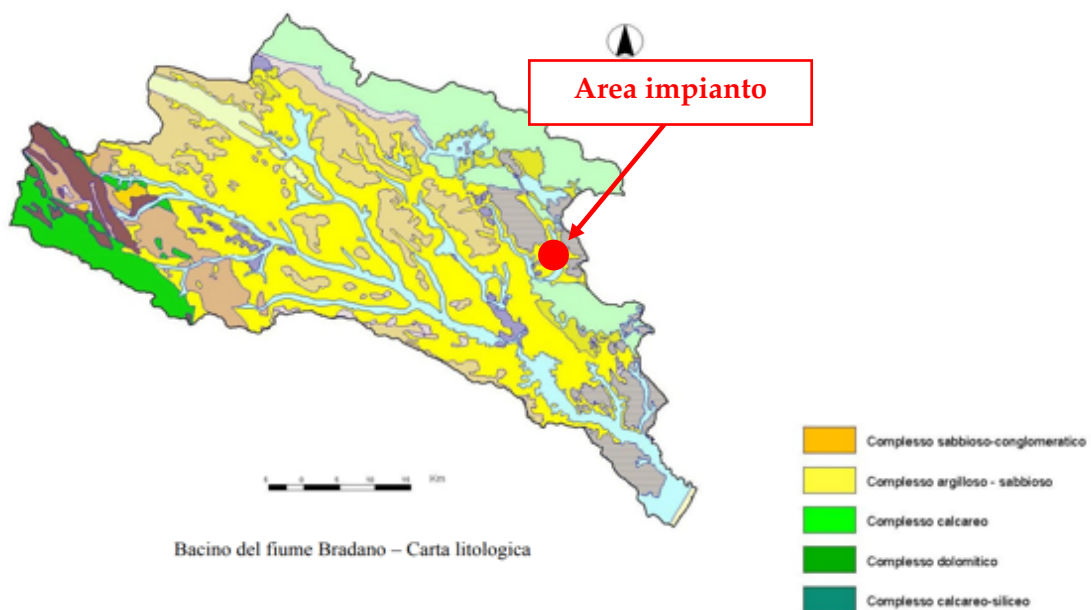 Area impianto
Km
Bacino del fiume Bradano – Carta litologica
Complesso sabbioso-conglomeratico
Complesso argilloso - sabbioso
Complesso calcareo
Complesso dolomitico
Complesso calcareo-siliceo